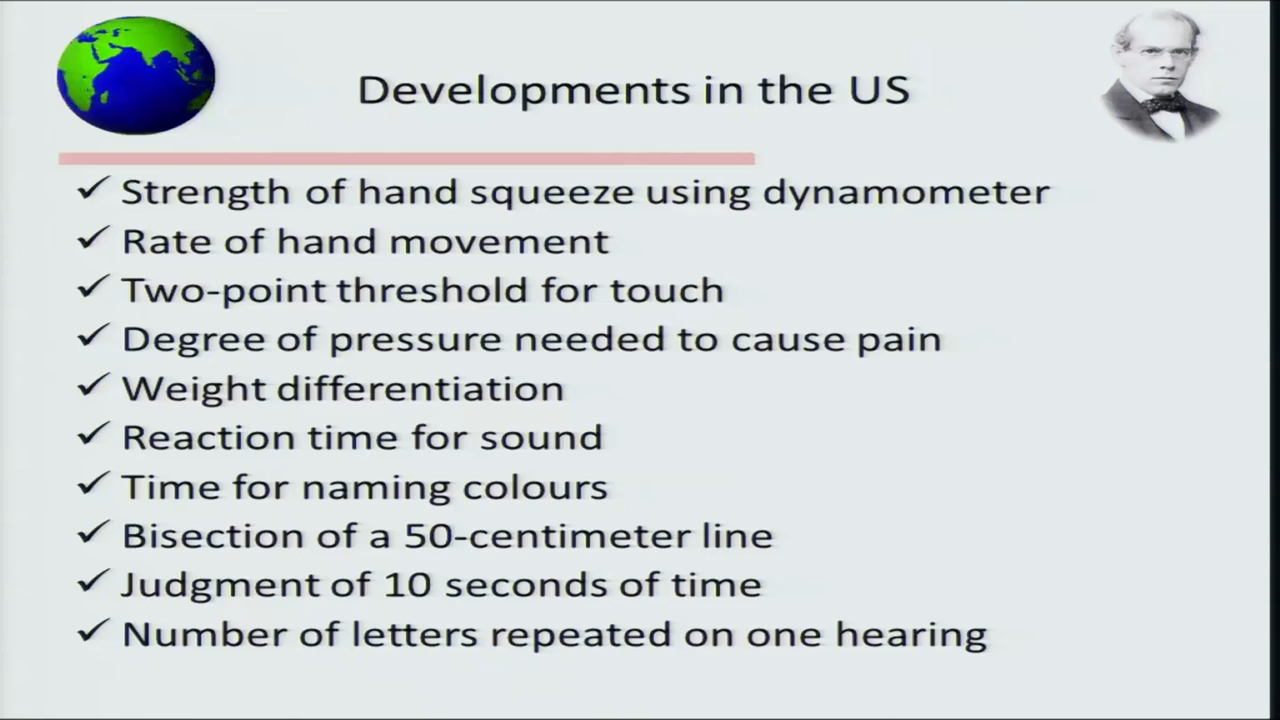 Developments in the US
✓ Strength of hand squeeze using dynamometer
✓ Rate of hand movement
✓ Two-point threshold for touch
✓ Degree of pressure needed to cause pain
✓ Weight differentiation
✓ Reaction time for sound
✓ Time for naming colours
✓ Bisection of a 50-centimeter line
✓ Judgment of 10 seconds of time
✓ Number of letters repeated on one hearing